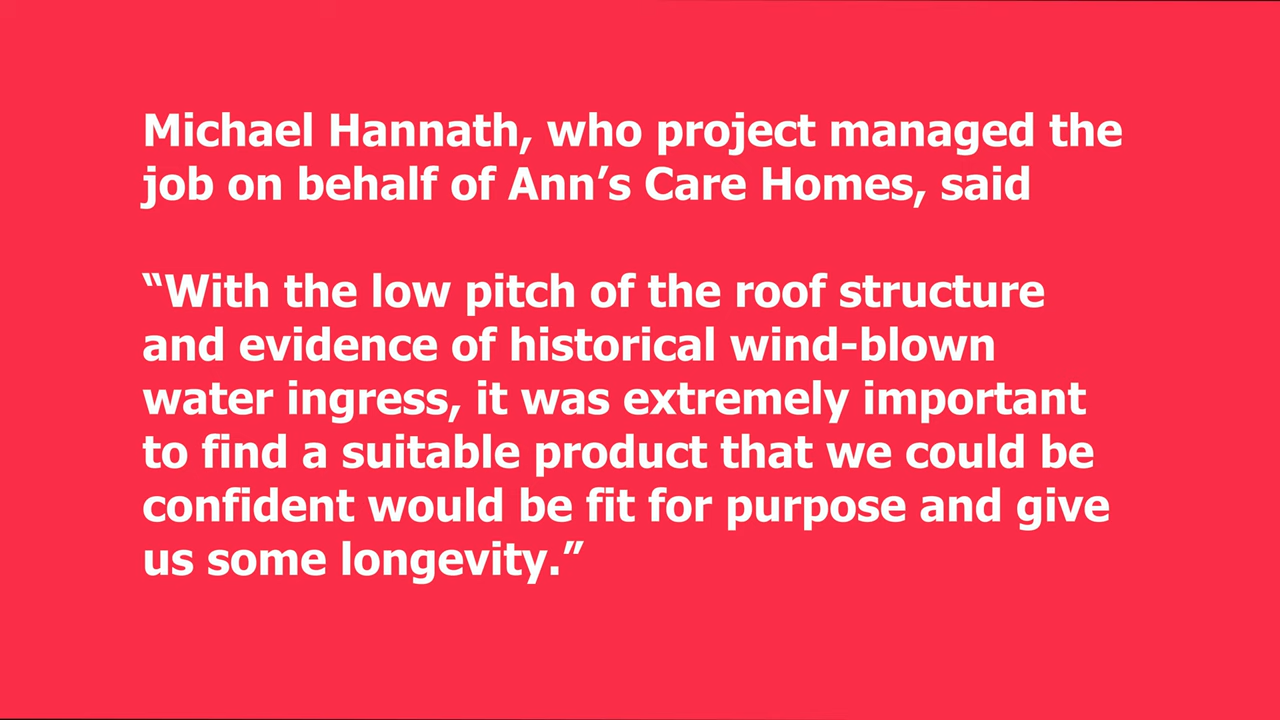 Michael Hannath, who project managed the
job on behalf of Ann’s Care Homes, said
“With the low pitch of the roof structure
and evidence of historical wind-blown
water ingress, it was extremely important
to find a suitable product that we could be
confident would be fit for purpose and give
us some longevity.”